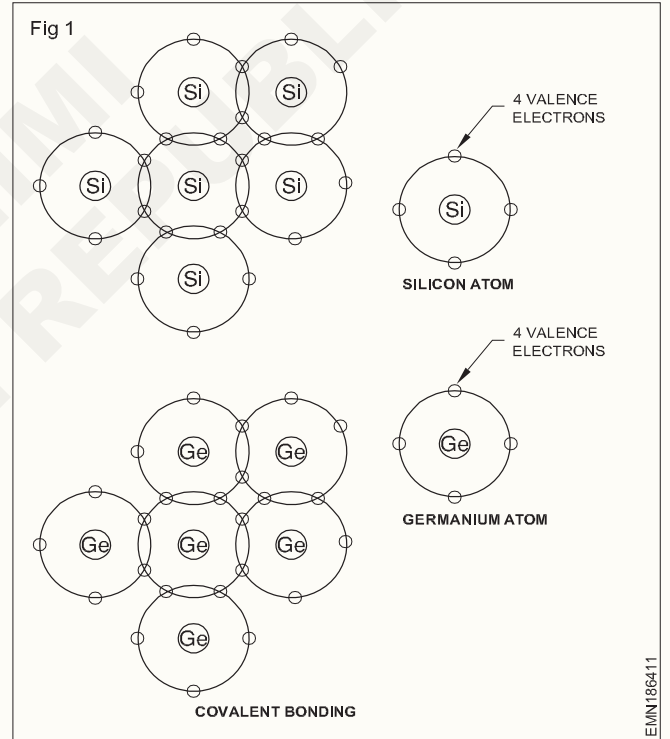 Fig 1
Si Si
4 VALENCE
ELECTRONS
Si Si Si
Si
SILICON ATOM
Si
4 VALENCE
ELECTRONS
Ge Ge
Ge
GERMANIUM ATOM
Ge Ge Ge
Ge
COVALENT BONDING
EMN186411